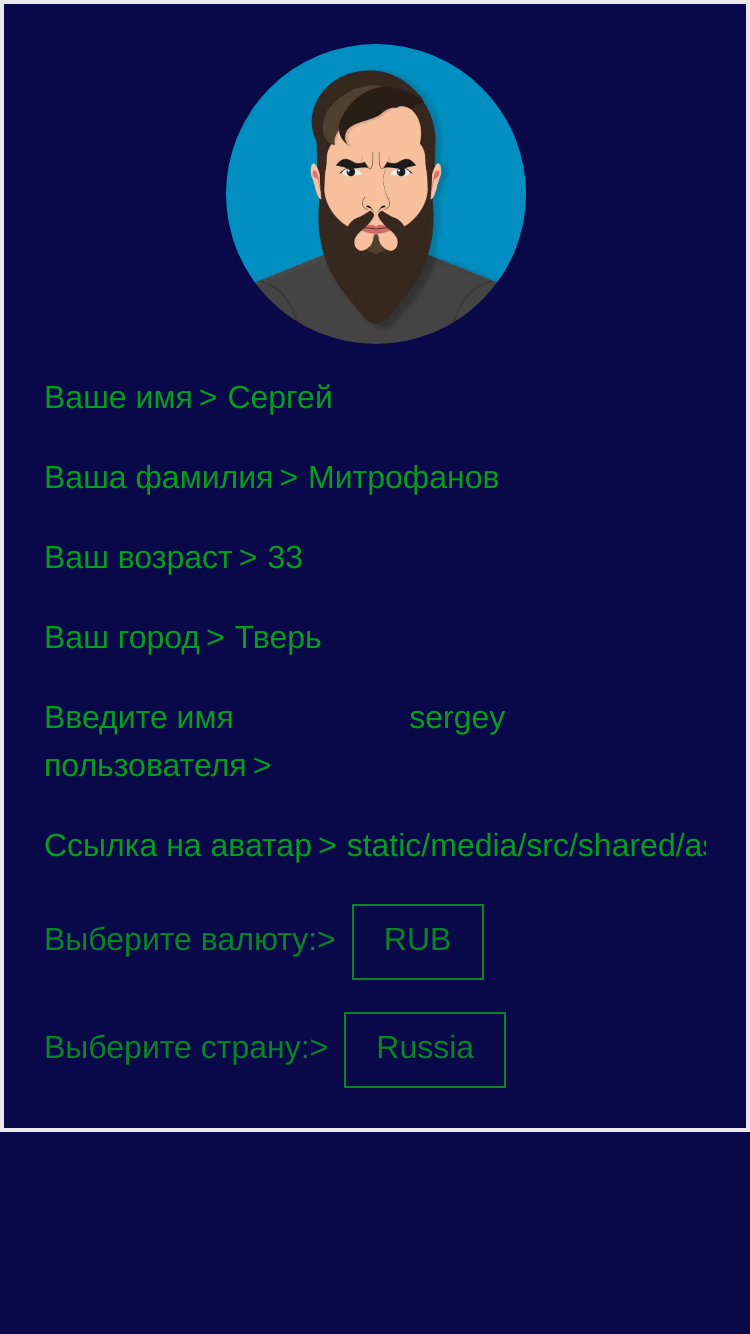 Ваше имя > Сергей
Ваша фамилия > Митрофанов
Ваш возраст > 33
Ваш город > Тверь
Введите имя sergey
пользователя >
Ссылка на аватар > static/media/src/shared/as
Выберите валюту:> RUB
Выберите страну:> Russia